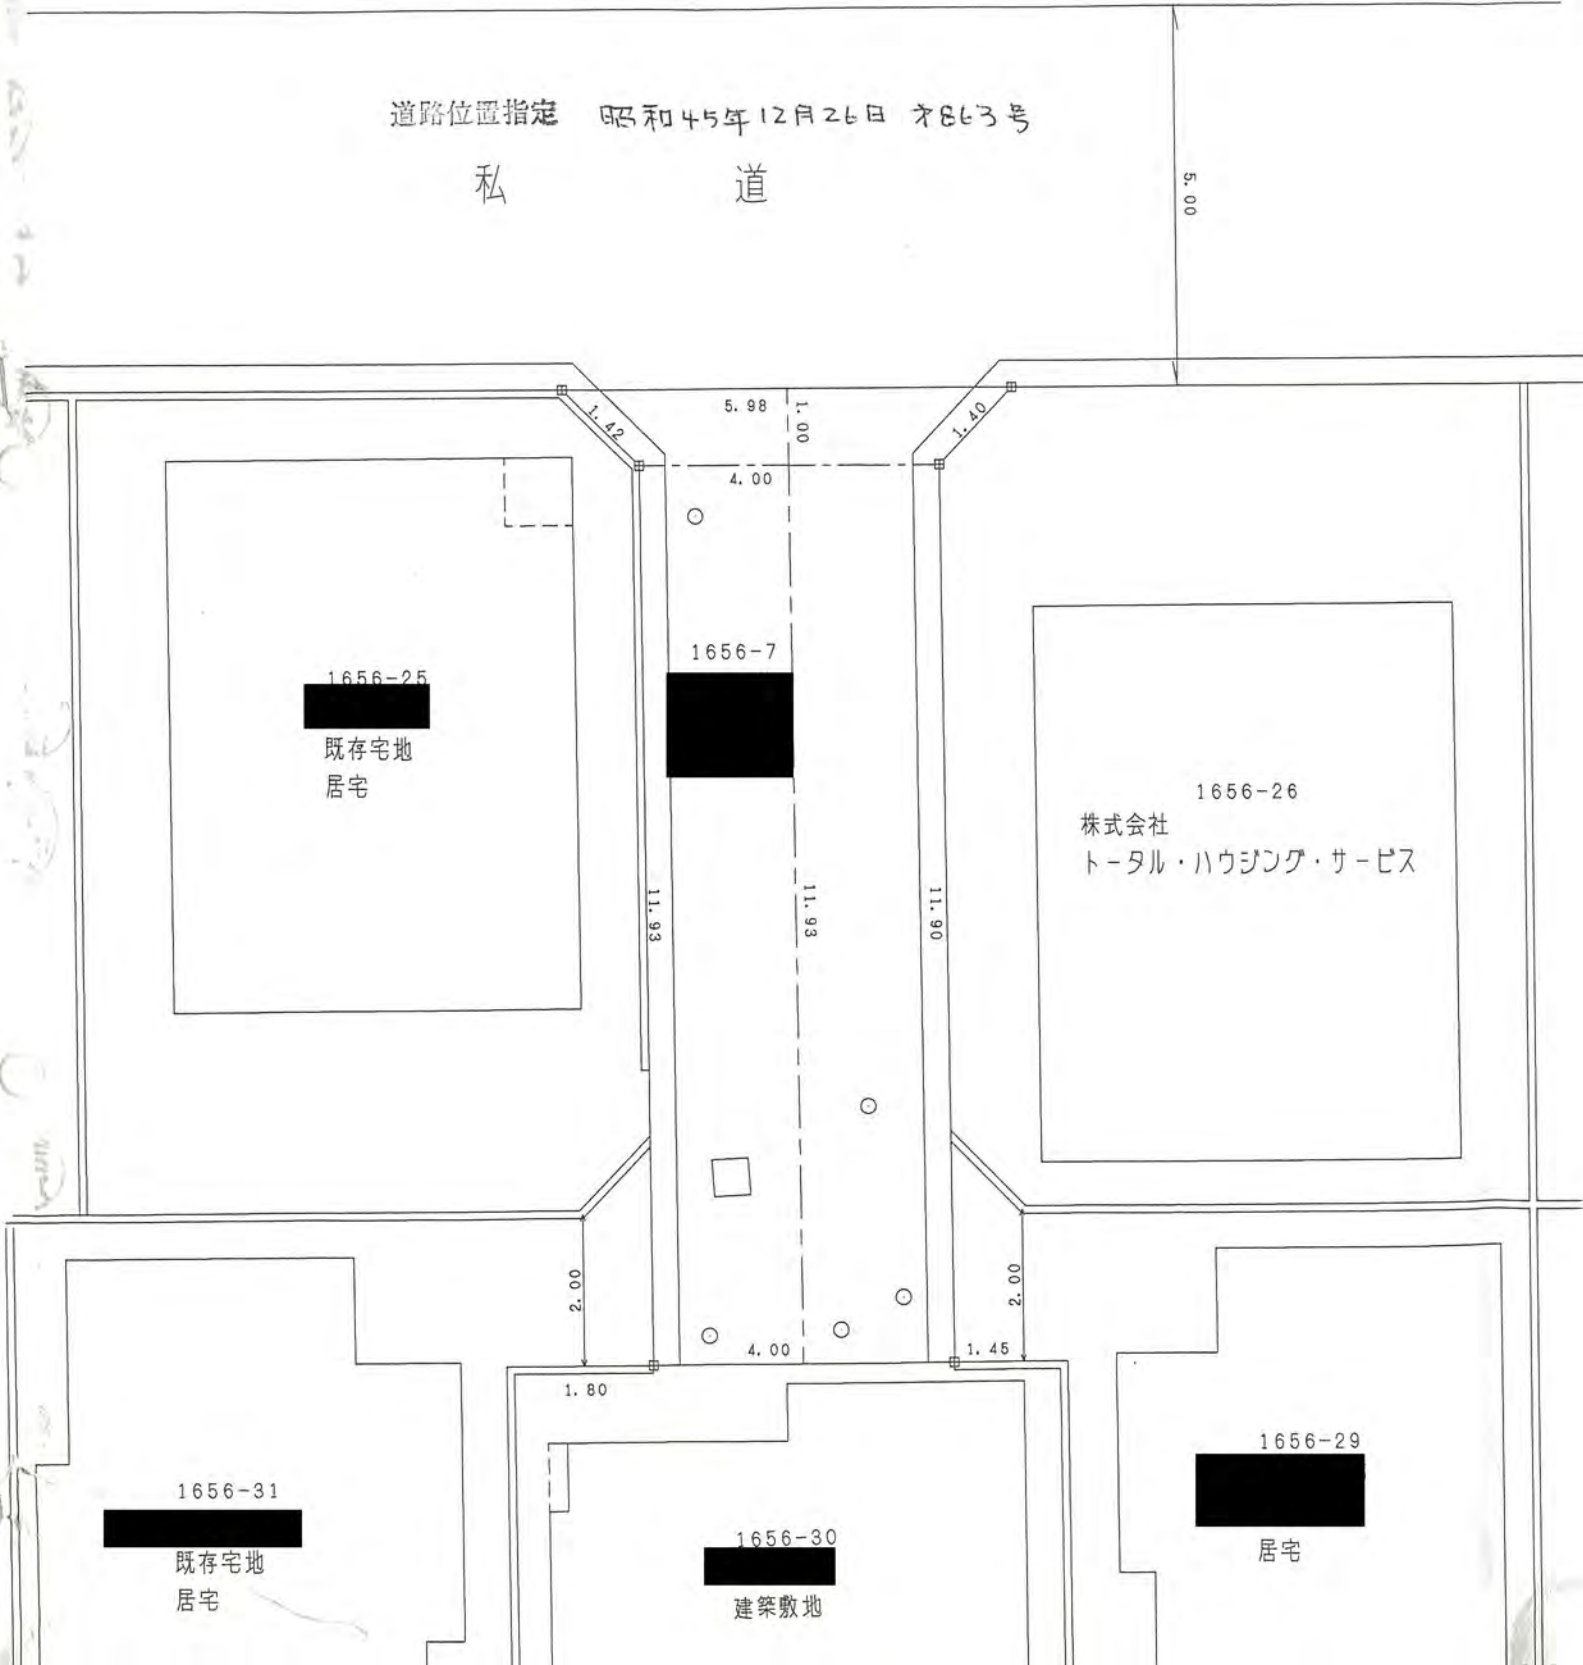 道路位置指定 昭和45年12月26日 才863号
私 道
5.00
5.98
1.00
1.42
1.40
4.00
1656-7
1656-25
既存宅地
居宅
1656-26
株式会社
トータル・ハウジング・サービス
11.93
11.93
11.90
2.00
2.00
4.00
1.45
1.80
1656-29
居宅
1656-31
既存宅地
居宅
1656-30
建築敷地